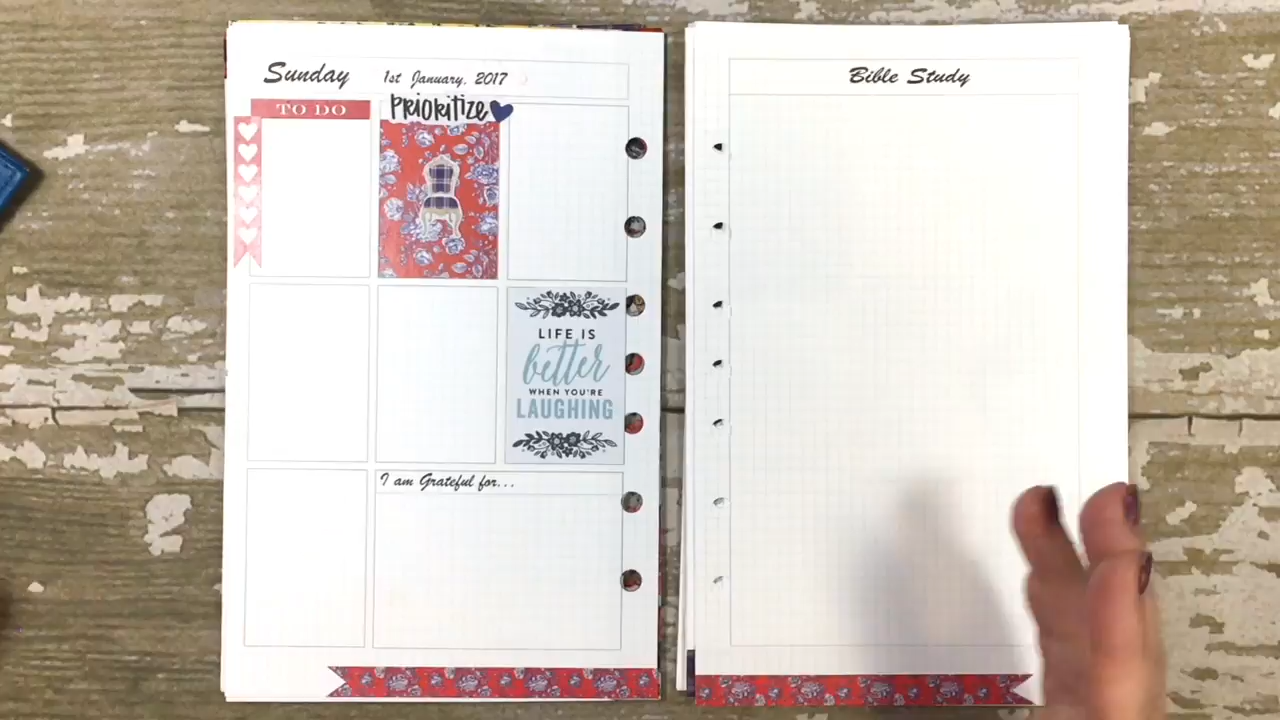 Sunday 1st January, 2017
TO DO
PRioRitize
LIFE IS
better
WHEN YOU'RE
LAUGHING
I am Grateful for...
Bible Study